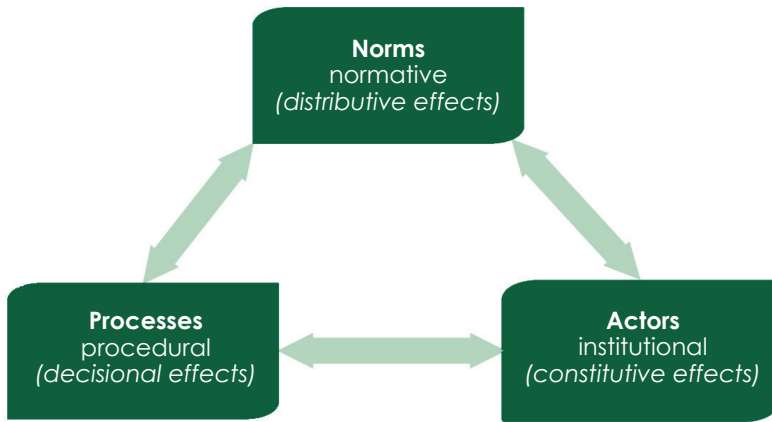 Norms
normative
(distributive effects)
Processes
procedural
(decisional effects)
Actors
institutional
(constitutive effects)